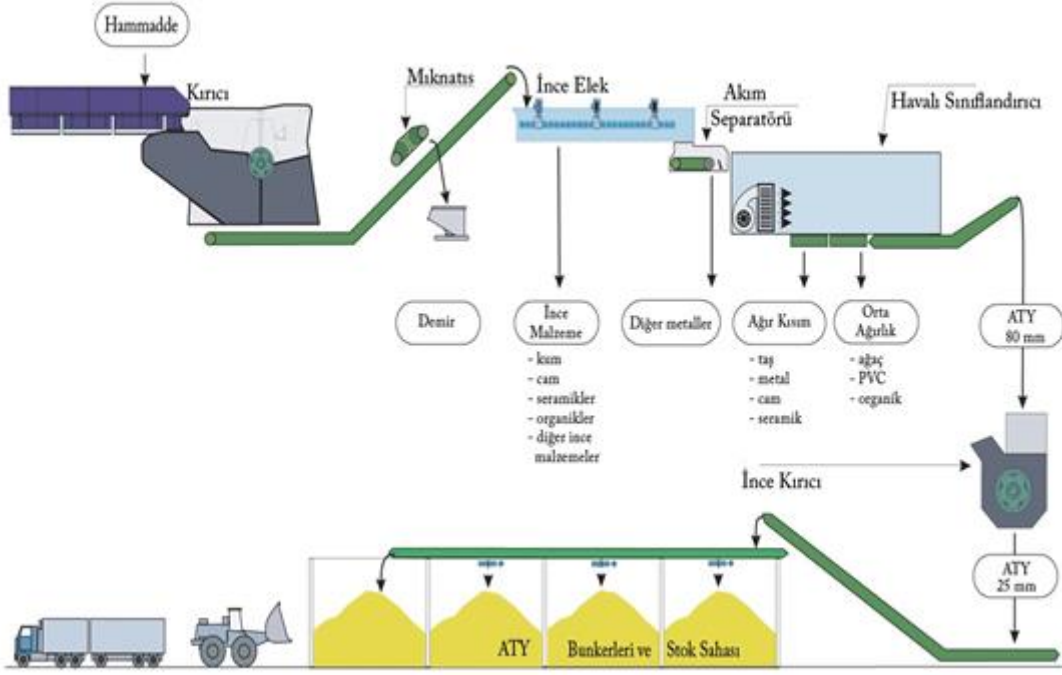 Hammadde
Kırıcı
Mıknatıs
İnce Elek
Akım
Separatörü
Havalı Sınıflandırıcı
Demir
İnce
Malzeme
- kum
- cam
- seramikler
- organikler
- diğer ince
malzemeler
Diğer metaller
Ağır Kısım
- taş
- metal
- cam
- seramik
Orta
Ağırlık
- ağaç
- PVC
- organik
ATY
80 mm
İnce Kırıcı
ATY
25 mm
ATY Bunkerleri ve Stok Sahası